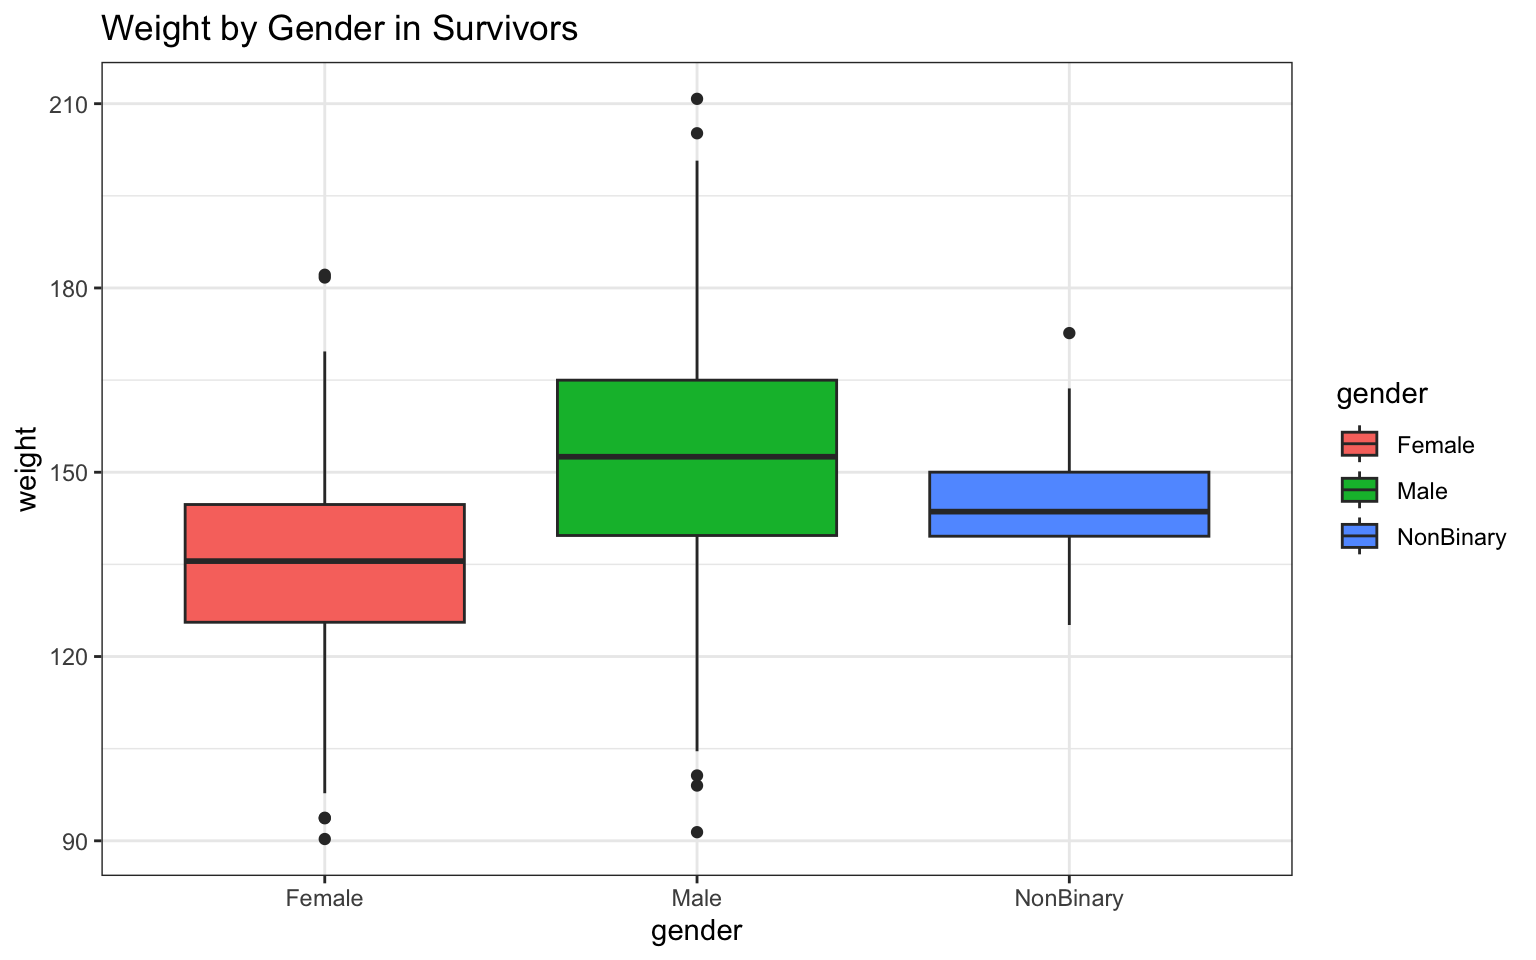 Weight by Gender in Survivors
210
180
150
120
90
weight
Female
Male
NonBinary
gender
gender
Female
Male
NonBinary